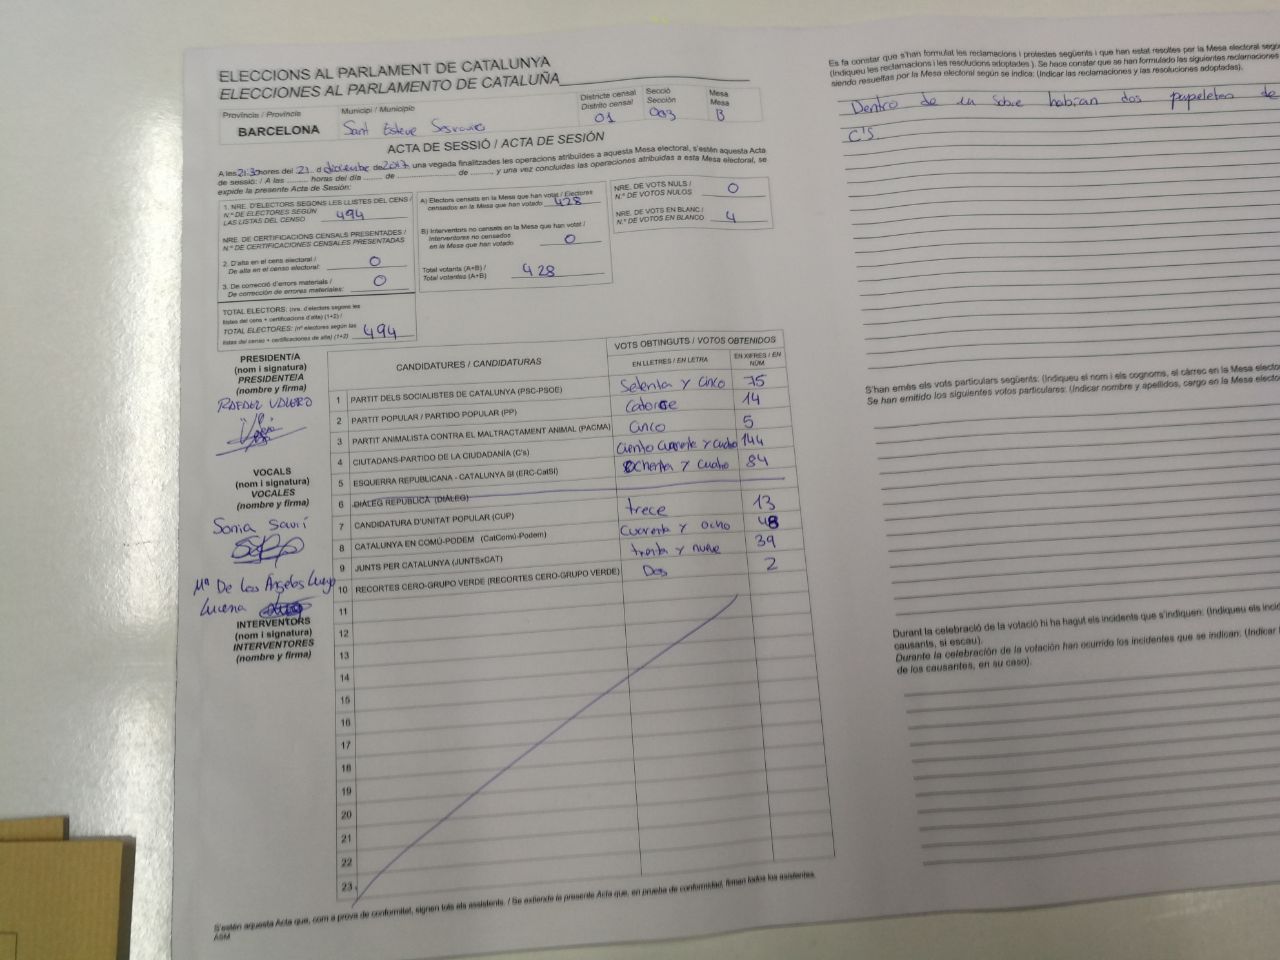 ELECCIONS AL PARLAMENT DE CATALUNYA
ELECCIONES AL PARLAMENTO DE CATALUÑA
Província / Provincia
BARCELONA
Municipi / Municipio
Sant Esteve Sesrovires
Districte censal
Distrito censal
01
Secció
Sección
003
Mesa
Mesa
B
ACTA DE SESSIÓ / ACTA DE SESIÓN
A les 21:30 hores del 21 d diciembre de 2017 una vegada finalitzades les operacions atribuïdes a aquesta Mesa electoral, s'estén aquesta Acta
de sessió: / A las ......... horas del día ........ de ........................ de ........, y una vez concluidas las operaciones atribuidas a esta Mesa electoral, se
expide la presente Acta de Sesión:
1. NRE. D'ELECTORS SEGONS LES LLISTES DEL CENS /
N.º DE ELECTORES SEGÚN
LAS LISTAS DEL CENSO
494
NRE. DE CERTIFICACIONS CENSALS PRESENTADES /
N.º DE CERTIFICACIONES CENSALES PRESENTADAS
2. D'alta en el cens electoral /
De alta en el censo electoral:
0
3. De correcció d'errors materials /
De corrección de errores materiales:
0
TOTAL ELECTORS: (nre. d'electors segons les
llistes del cens + certificacions d'alta) (1+2) /
TOTAL ELECTORES: (nº electores según las
listas del censo + certificaciones de alta) (1+2)
494
A) Electors censats en la Mesa que han votat / Electores
censados en la Mesa que han votado
428
B) Interventors no censats en la Mesa que han votat /
Interventores no censados
en la Mesa que han votado
0
Total votants (A+B) /
Total votantes (A+B)
428
NRE. DE VOTS NULS /
N.º DE VOTOS NULOS
0
NRE. DE VOTS EN BLANC /
N.º DE VOTOS EN BLANCO
4
PRESIDENT/A
(nom i signatura)
PRESIDENTE/A
(nombre y firma)
RAFAEL VALERO
VOCALS
(nom i signatura)
VOCALES
(nombre y firma)
Sonia
Mª De Los Angeles
Lucena
INTERVENTORS
(nom i signatura)
INTERVENTORES
(nombre y firma)
CANDIDATURES / CANDIDATURAS
VOTS OBTINGUTS / VOTOS OBTENIDOS
EN LLETRES / EN LETRA
EN XIFRES / EN NÚM
1 PARTIT DELS SOCIALISTES DE CATALUNYA (PSC-PSOE) Setenta y cinco 75
2 PARTIT POPULAR / PARTIDO POPULAR (PP) Catorce 14
3 PARTIT ANIMALISTA CONTRA EL MALTRACTAMENT ANIMAL (PACMA) Cinco 5
4 CIUTADANS-PARTIDO DE LA CIUDADANÍA (C's) Ciento cuarenta y cuatro 144
5 ESQUERRA REPUBLICANA - CATALUNYA SÍ (ERC-CatSí) Ochenta y cuatro 84
6 DIÀLEG REPÚBLICA (DIÀLEG)
7 CANDIDATURA D'UNITAT POPULAR (CUP) trece 13
8 CATALUNYA EN COMÚ-PODEM (CatComú-Podem) Cuarenta y ocho 48
9 JUNTS PER CATALUNYA (JUNTSxCAT) treinta y nueve 39
10 RECORTES CERO-GRUPO VERDE (RECORTES CERO-GRUPO VERDE) Dos 2
11
12
13
14
15
16
17
18
19
20
21
22
23
S'estén aquesta Acta que, com a prova de conformitat, signen tots els assistents. / Se extiende la presente Acta que, en prueba de conformidad, firman todos los asistentes.
ASM
Es fa constar que s'han formulat les reclamacions i protestes següents i que han estat resoltes per la Mesa electoral
(Indiqueu les reclamacions i les resolucions adoptades). Se hace constar que se han formulado las siguientes reclamaciones
siendo resueltas por la Mesa electoral según se indica: (Indicar las reclamaciones y las resoluciones adoptadas).
Dentro de un sobre habian dos papeletas de
C'S
S'han emès els vots particulars següents: (Indiqueu el nom i els cognoms, el càrrec en la Mesa
Se han emitido los siguientes votos particulares: (Indicar nombre y apellidos, cargo en la Mesa
Durant la celebració de la votació hi ha hagut els incidents que s'indiquen: (Indiqueu els
causants, si escau).
Durante la celebración de la votación han ocurrido los incidentes que se indican: (Indicar
de los causantes, en su caso).